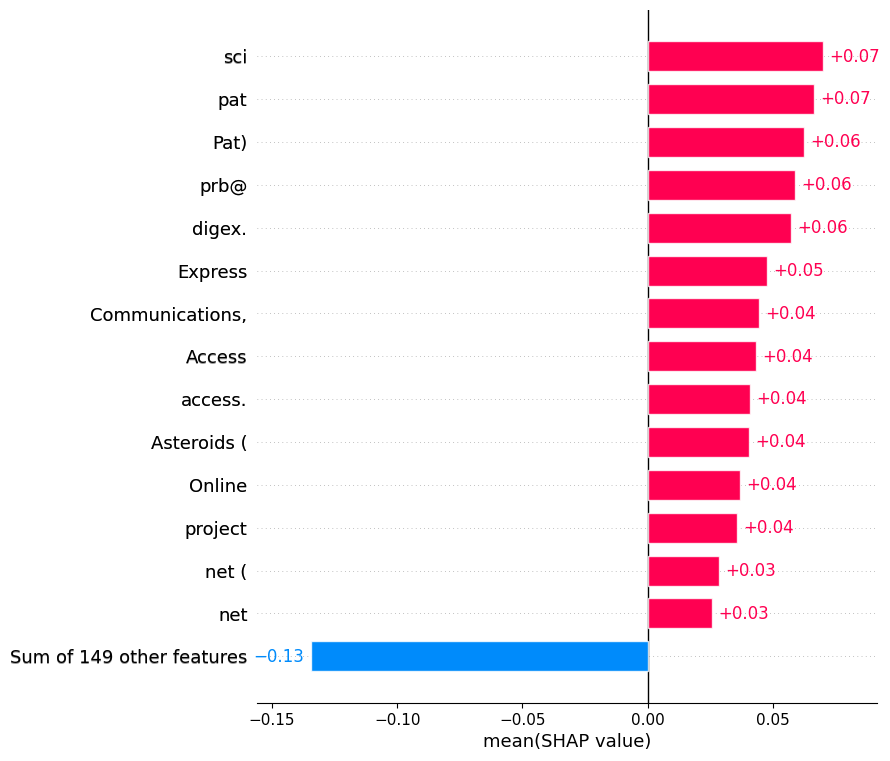 sci +0.07
pat +0.07
Pat) +0.06
prb@ +0.06
digex. +0.06
Express +0.05
Communications, +0.04
Access +0.04
access. +0.04
Asteroids ( +0.04
Online +0.04
project +0.04
net ( +0.03
net +0.03
Sum of 149 other features −0.13
−0.15 −0.10 −0.05 0.00 0.05
mean(SHAP value)